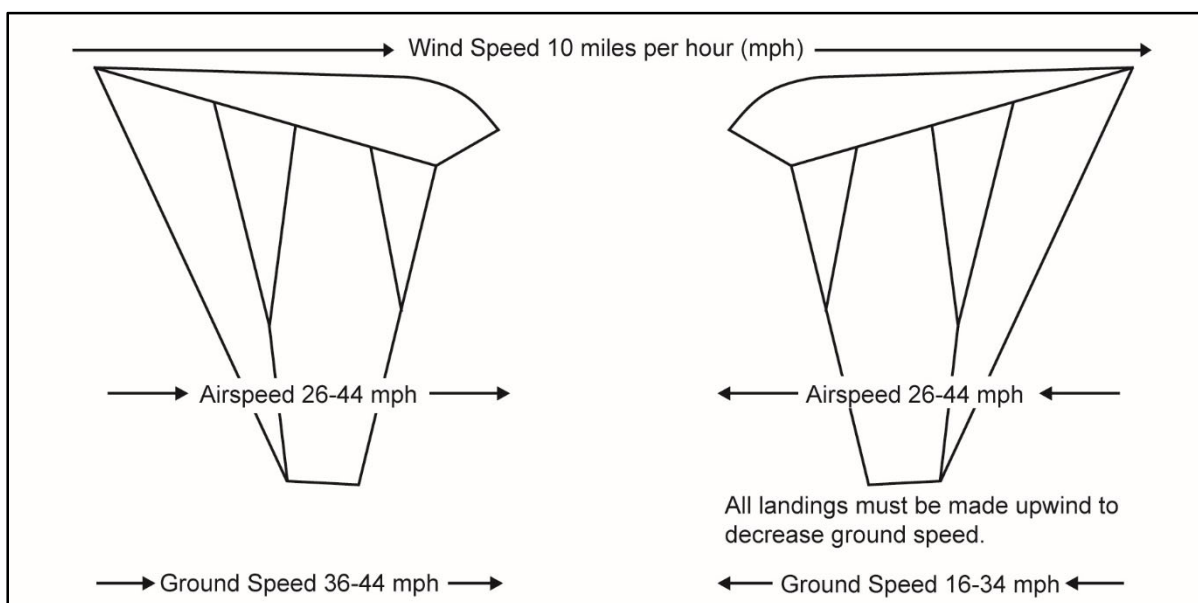 Wind Speed 10 miles per hour (mph)
Airspeed 26-44 mph
Airspeed 26-44 mph
All landings must be made upwind to
decrease ground speed.
Ground Speed 36-44 mph
Ground Speed 16-34 mph